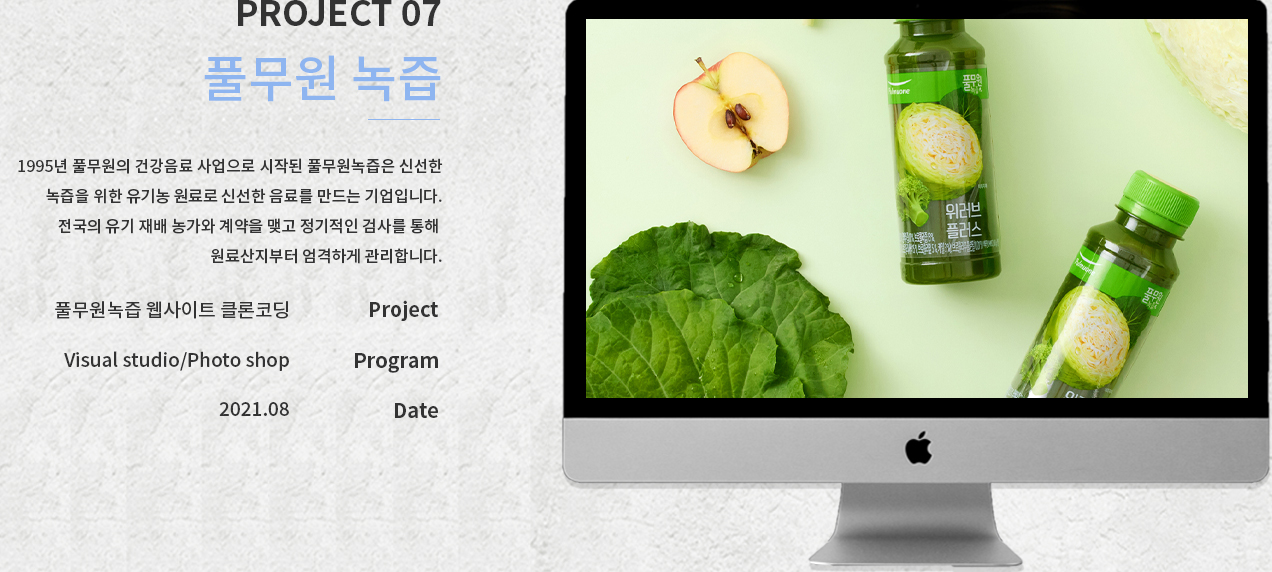 PROJECT 07
풀무원 녹즙
1995년 풀무원의 건강음료 사업으로 시작된 풀무원녹즙은 신선한
녹즙을 위한 유기농 원료로 신선한 음료를 만드는 기업입니다.
전국의 유기 재배 농가와 계약을 맺고 정기적인 검사를 통해
원료산지부터 엄격하게 관리합니다.
풀무원녹즙 웹사이트 클론코딩 Project
Visual studio/Photo shop Program
2021.08 Date
풀무원
위러브
플러스